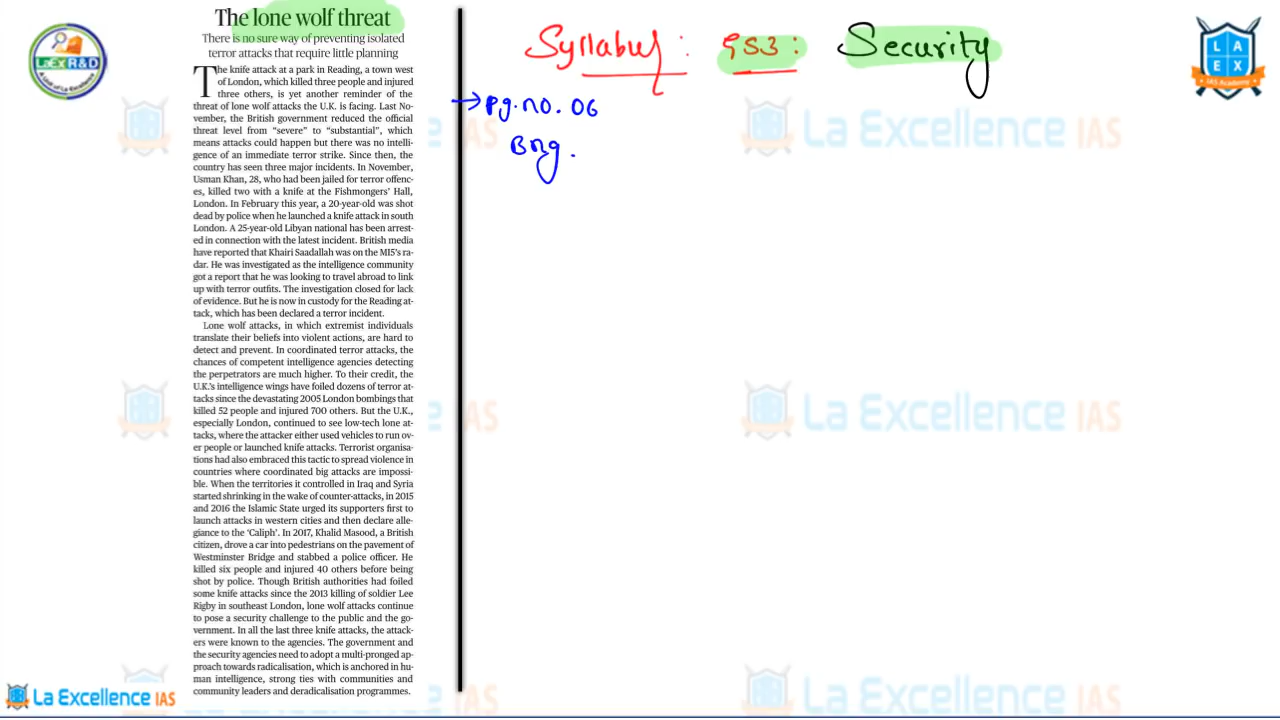 The lone wolf threat
There is no sure way of preventing isolated
terror attacks that require little planning
The knife attack at a park in Reading, a town west
of London, which killed three people and injured
three others, is yet another reminder of the
threat of lone wolf attacks the U.K. is facing. Last No-
vember, the British government reduced the official
threat level from “severe” to “substantial”, which
means attacks could happen but there was no intelli-
gence of an immediate terror strike. Since then, the
country has seen three major incidents. In November,
Usman Khan, 28, who had been jailed for terror offenc-
es, killed two with a knife at the Fishmongers’ Hall,
London. In February this year, a 20-year-old was shot
dead by police when he launched a knife attack in south
London. A 25-year-old Libyan national has been arrest-
ed in connection with the latest incident. British media
have reported that Khairi Saadallah was on the MI5’s ra-
dar. He was investigated as the intelligence community
got a report that he was looking to travel abroad to link
up with terror outfits. The investigation closed for lack
of evidence. But he is now in custody for the Reading at-
tack, which has been declared a terror incident.
Lone wolf attacks, in which extremist individuals
translate their beliefs into violent actions, are hard to
detect and prevent. In coordinated terror attacks, the
chances of competent intelligence agencies detecting
the perpetrators are much higher. To their credit, the
U.K.’s intelligence wings have foiled dozens of terror at-
tacks since the devastating 2005 London bombings that
killed 52 people and injured 700 others. But the U.K.,
especially London, continued to see low-tech lone at-
tacks, where the attacker either used vehicles to run ov-
er people or launched knife attacks. Terrorist organisa-
tions had also embraced this tactic to spread violence in
countries where coordinated big attacks are impossi-
ble. When the territories it controlled in Iraq and Syria
started shrinking in the wake of counter-attacks, in 2015
and 2016 the Islamic State urged its supporters first to
launch attacks in western cities and then declare alle-
giance to the ‘Caliph’. In 2017, Khalid Masood, a British
citizen, drove a car into pedestrians on the pavement of
Westminster Bridge and stabbed a police officer. He
killed six people and injured 40 others before being
shot by police. Though British authorities had foiled
some knife attacks since the 2013 killing of soldier Lee
Rigby in southeast London, lone wolf attacks continue
to pose a security challenge to the public and the go-
vernment. In all the last three knife attacks, the attack-
ers were known to the agencies. The government and
the security agencies need to adopt a multi-pronged ap-
proach towards radicalisation, which is anchored in hu-
man intelligence, strong ties with communities and
community leaders and deradicalisation programmes.
Syllabus: GS3: Security
→ pg.no. 06
Bng.
LaEx R&D
LAEX
IAS Academy
La Excellence IAS
La Excellence IAS
La Excellence IAS
La Excellence IAS